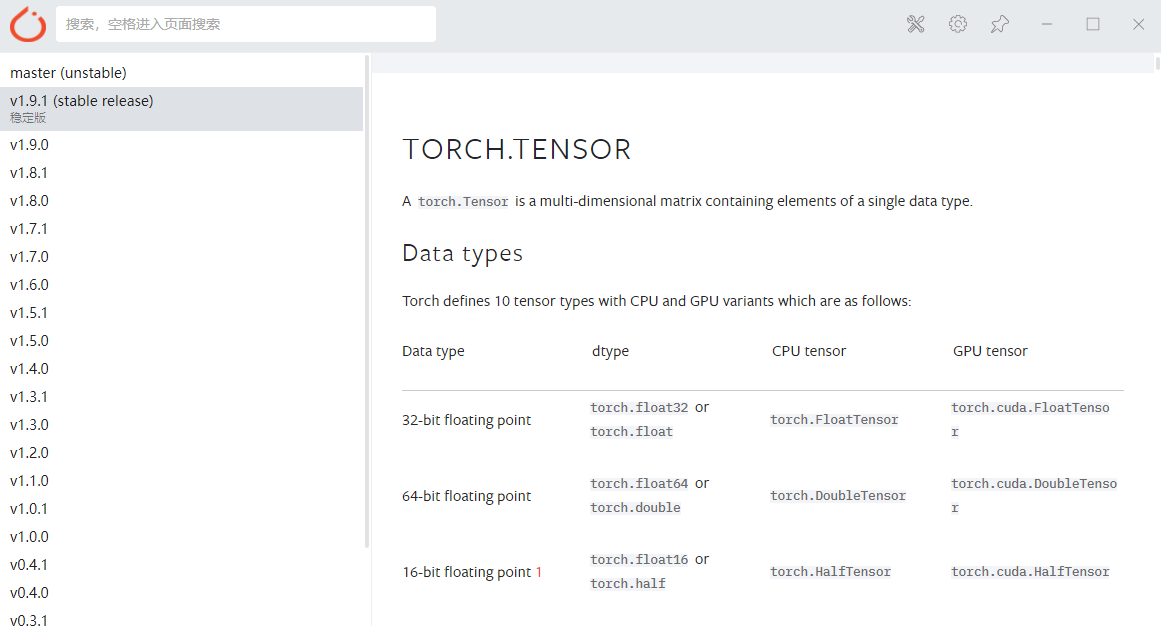 搜索，空格进入页面搜索
master (unstable)
v1.9.1 (stable release)
稳定版
v1.9.0
v1.8.1
v1.8.0
v1.7.1
v1.7.0
v1.6.0
v1.5.1
v1.5.0
v1.4.0
v1.3.1
v1.3.0
v1.2.0
v1.1.0
v1.0.1
v1.0.0
v0.4.1
v0.4.0
v0.3.1
TORCH.TENSOR
A torch.Tensor is a multi-dimensional matrix containing elements of a single data type.
Data types
Torch defines 10 tensor types with CPU and GPU variants which are as follows:
Data type dtype CPU tensor GPU tensor
32-bit floating point
torch.float32 or
torch.float
torch.FloatTensor
torch.cuda.FloatTenso
r
64-bit floating point
torch.float64 or
torch.double
torch.DoubleTensor
torch.cuda.DoubleTenso
r
16-bit floating point 1
torch.float16 or
torch.half
torch.HalfTensor
torch.cuda.HalfTensor